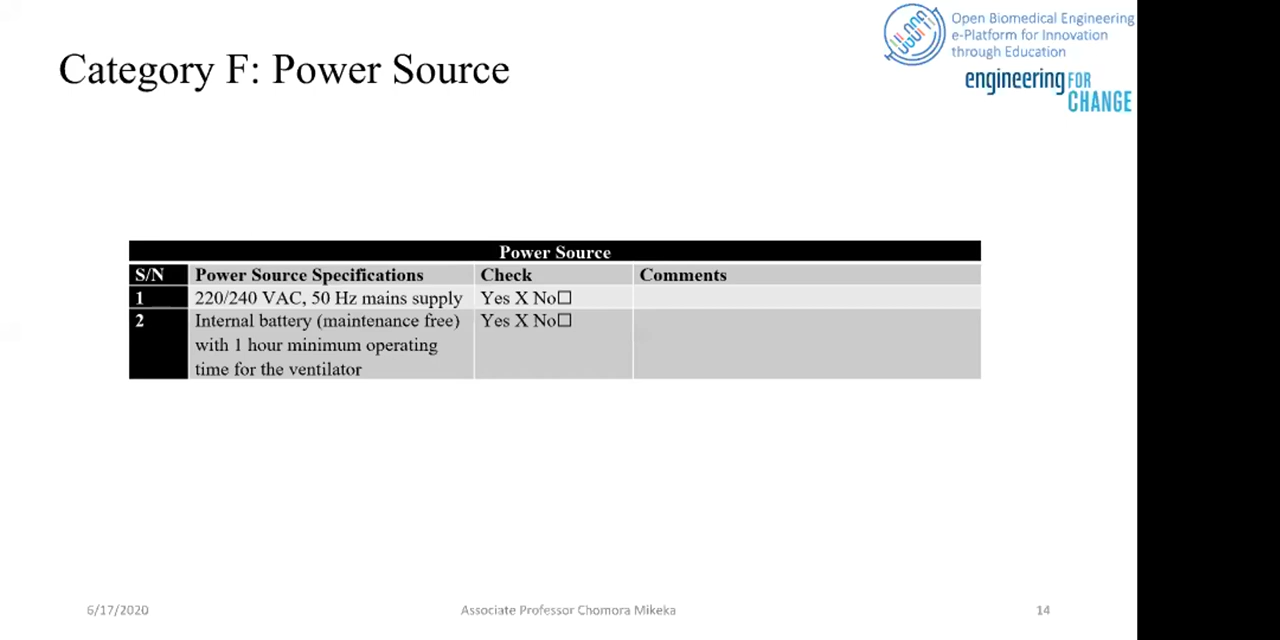 Open Biomedical Engineering
e-Platform for Innovation
through Education
engineering FOR
CHANGE
Category F: Power Source
Power Source
S/N Power Source Specifications Check Comments
1 220/240 VAC, 50 Hz mains supply Yes X No☐
2 Internal battery (maintenance free) Yes X No☐
with 1 hour minimum operating
time for the ventilator
6/17/2020 Associate Professor Chomora Mikeka 14